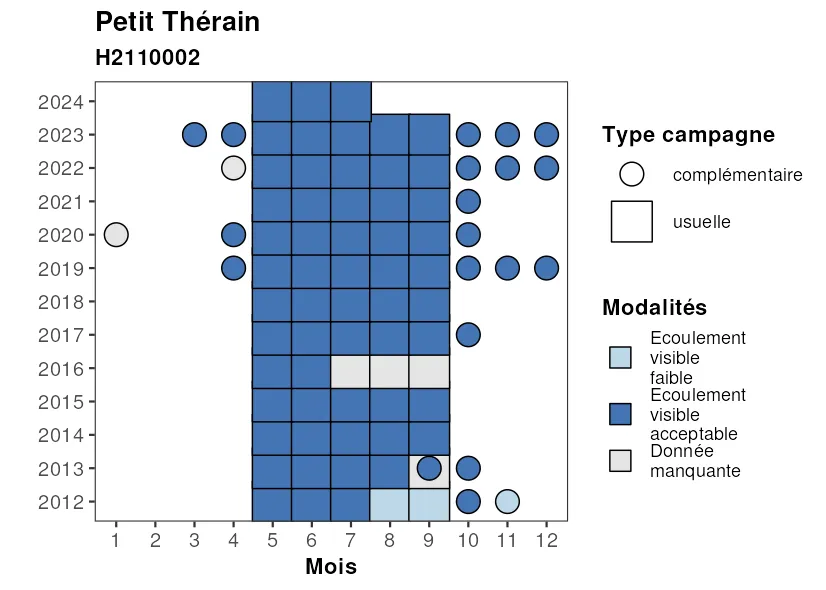 Petit Thérain
H2110002
2024
2023
2022
2021
2020
2019
2018
2017
2016
2015
2014
2013
2012
1 2 3 4 5 6 7 8 9 10 11 12
Mois
Type campagne
complémentaire
usuelle
Modalités
Ecoulement
visible
faible
Ecoulement
visible
acceptable
Donnée
manquante